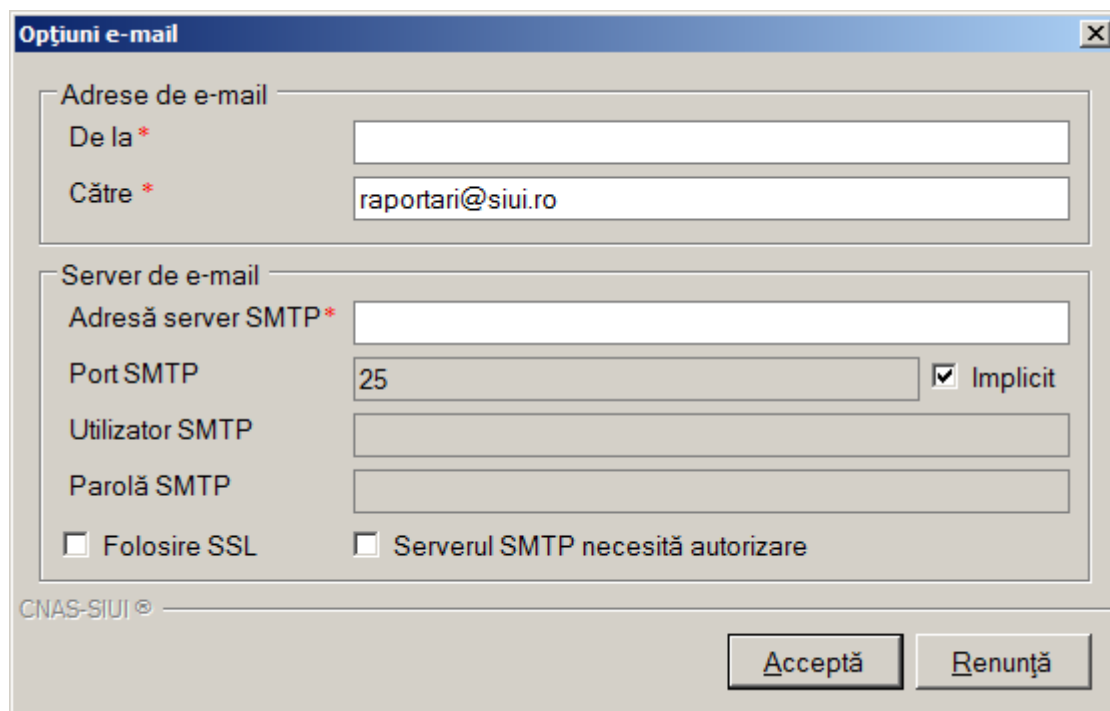 Opţiuni e-mail
Adrese de e-mail
De la *
Către * raportari@siui.ro
Server de e-mail
Adresă server SMTP *
Port SMTP 25 Implicit
Utilizator SMTP
Parolă SMTP
Folosire SSL Serverul SMTP necesită autorizare
CNAS-SIUI ®
Acceptă Renunţă